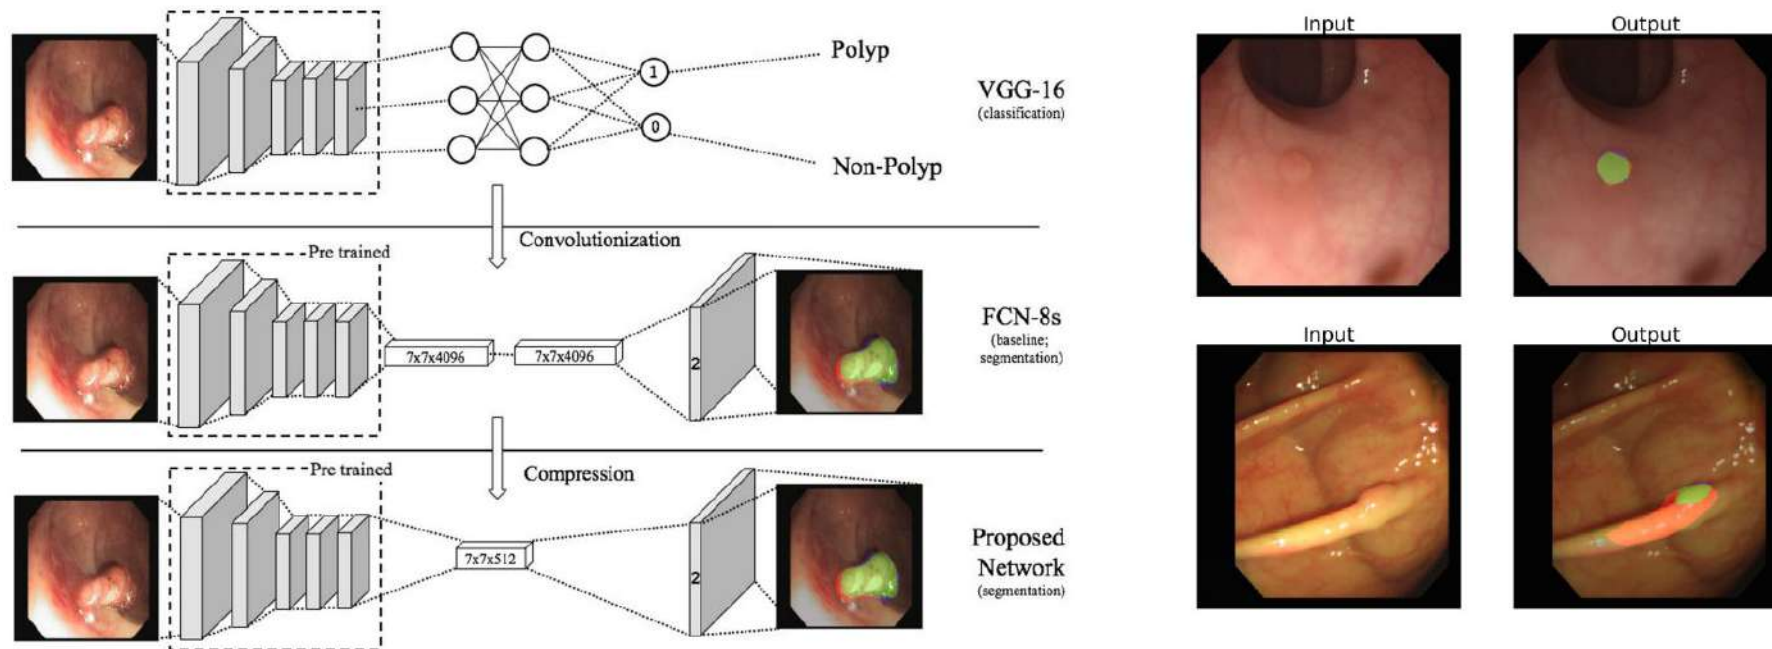 Polyp
1
0
Non-Polyp
VGG-16
(classification)
Convolutionization
Pre trained
7x7x4096
7x7x4096
2
FCN-8s
(baseline;
segmentation)
Compression
Pre trained
7x7x512
2
Proposed
Network
(segmentation)
Input
Output
Input
Output